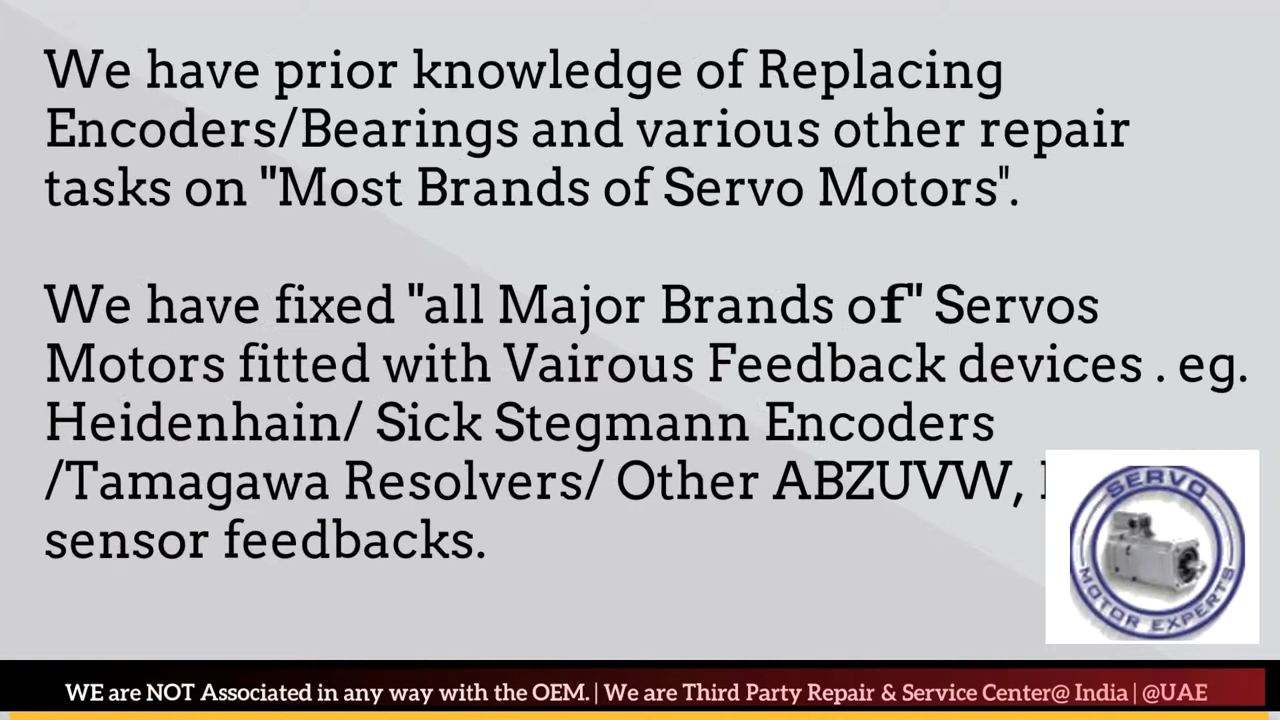 We have prior knowledge of Replacing
Encoders/Bearings and various other repair
tasks on "Most Brands of Servo Motors".
We have fixed "all Major Brands of" Servos
Motors fitted with Vairous Feedback devices . eg.
Heidenhain/ Sick Stegmann Encoders
/Tamagawa Resolvers/ Other ABZUVW,
sensor feedbacks.
SERVO
MOTOR EXPERTS
WE are NOT Associated in any way with the OEM. | We are Third Party Repair & Service Center@ India | @UAE